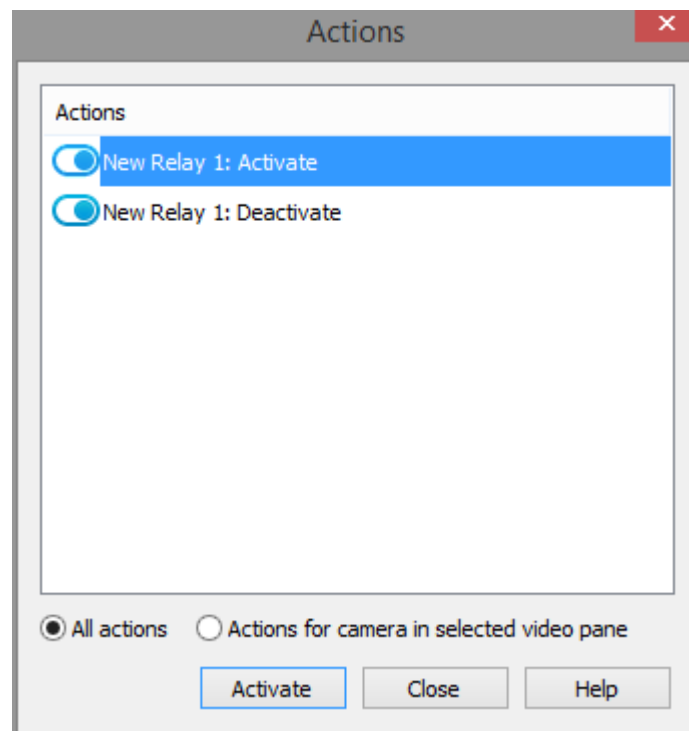 Actions
Actions
New Relay 1: Activate
New Relay 1: Deactivate
All actions Actions for camera in selected video pane
Activate Close Help